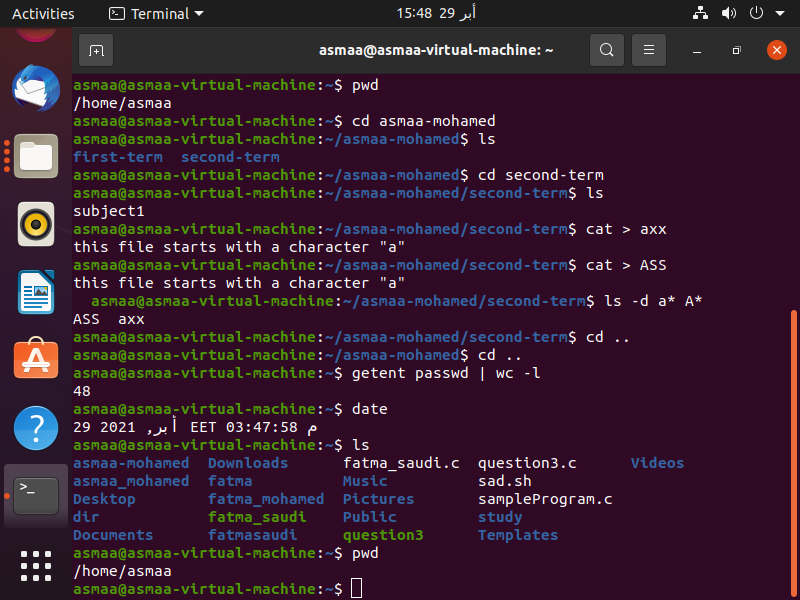 Activities Terminal 15:48 29 أبر
asmaa@asmaa-virtual-machine: ~
asmaa@asmaa-virtual-machine:~$ pwd
/home/asmaa
asmaa@asmaa-virtual-machine:~$ cd asmaa-mohamed
asmaa@asmaa-virtual-machine:~/asmaa-mohamed$ ls
first-term  second-term
asmaa@asmaa-virtual-machine:~/asmaa-mohamed$ cd second-term
asmaa@asmaa-virtual-machine:~/asmaa-mohamed/second-term$ ls
subject1
asmaa@asmaa-virtual-machine:~/asmaa-mohamed/second-term$ cat > axx
this file starts with a character "a"
asmaa@asmaa-virtual-machine:~/asmaa-mohamed/second-term$ cat > ASS
this file starts with a character "a"
  asmaa@asmaa-virtual-machine:~/asmaa-mohamed/second-term$ ls -d a* A*
ASS  axx
asmaa@asmaa-virtual-machine:~/asmaa-mohamed/second-term$ cd ..
asmaa@asmaa-virtual-machine:~/asmaa-mohamed$ cd ..
asmaa@asmaa-virtual-machine:~$ getent passwd | wc -l
48
asmaa@asmaa-virtual-machine:~$ date
29 أبر, 2021 EET 03:47:58 م
asmaa@asmaa-virtual-machine:~$ ls
asmaa-mohamed  Downloads      fatma_saudi.c  question3.c      Videos
asmaa_mohamed  fatma          Music          sad.sh
Desktop        fatma_mohamed  Pictures       sampleProgram.c
dir            fatma_saudi    Public         study
Documents      fatmasaudi     question3      Templates
asmaa@asmaa-virtual-machine:~$ pwd
/home/asmaa
asmaa@asmaa-virtual-machine:~$